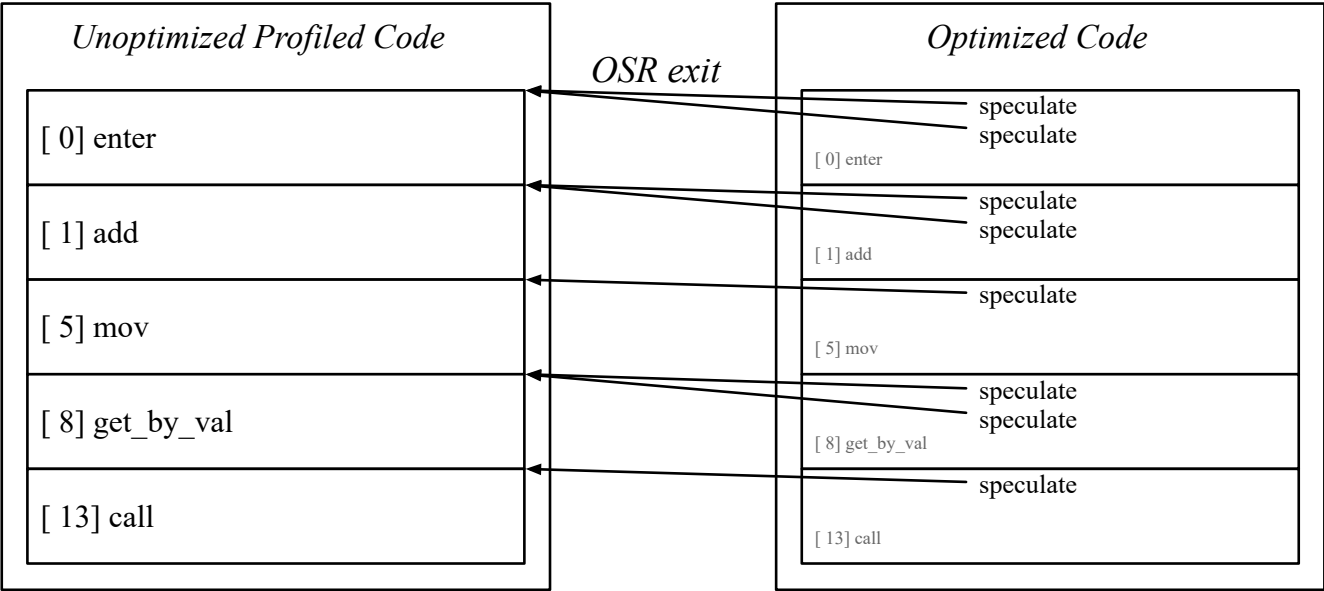 Unoptimized Profiled Code
[ 0] enter
[ 1] add
[ 5] mov
[ 8] get_by_val
[ 13] call
OSR exit
Optimized Code
speculate
speculate
[ 0] enter
speculate
speculate
[ 1] add
speculate
[ 5] mov
speculate
speculate
[ 8] get_by_val
speculate
[ 13] call